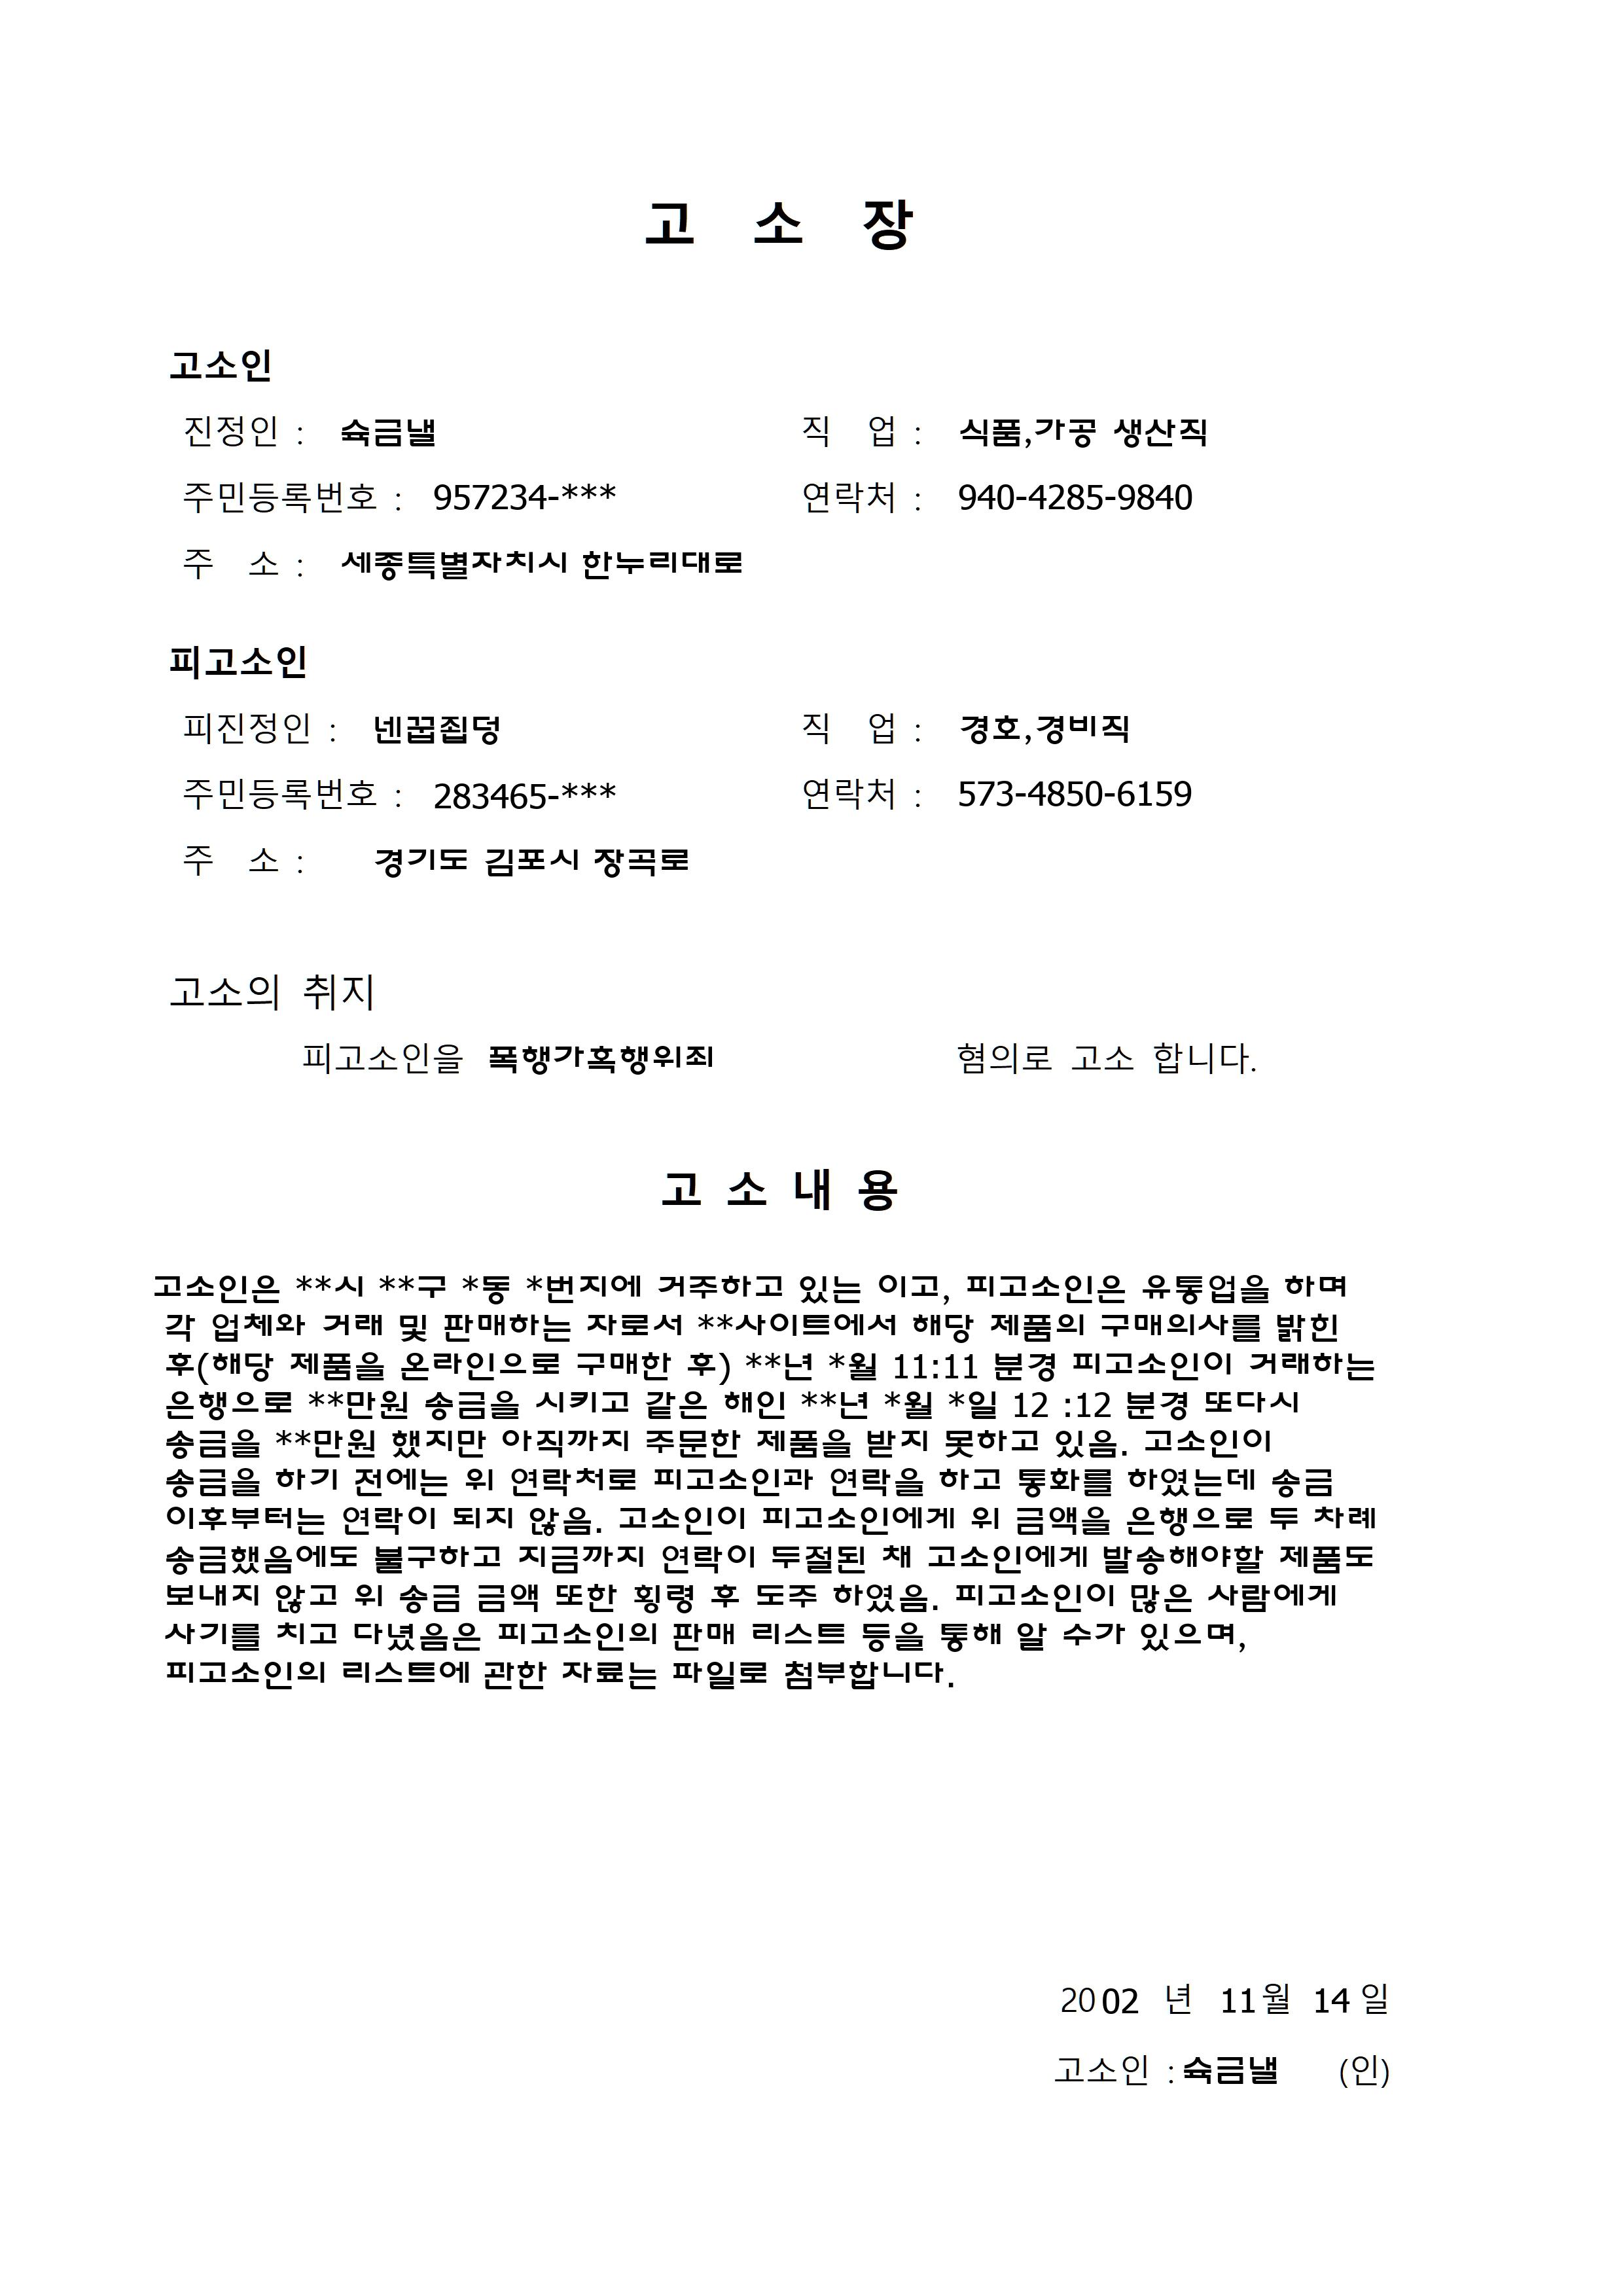 고 소 장
고소인
진정인 : 슉금낼 직 업 : 식품,가공 생산직
주민등록번호 : 957234-*** 연락처 : 940-4285-9840
주 소 : 세종특별자치시 한누리대로
피고소인
피진정인 : 넨꿉쬡덩 직 업 : 경호,경비직
주민등록번호 : 283465-*** 연락처 : 573-4850-6159
주 소 : 경기도 김포시 장곡로
고소의 취지
피고소인을 폭행가혹행위죄 혐의로 고소 합니다.
고 소 내 용
고소인은 **시 **구 *동 *번지에 거주하고 있는 이고, 피고소인은 유통업을 하며
각 업체와 거래 및 판매하는 자로서 **사이트에서 해당 제품의 구매의사를 밝힌
후(해당 제품을 온라인으로 구매한 후) **년 *월 11:11 분경 피고소인이 거래하는
은행으로 **만원 송금을 시키고 같은 해인 **년 *월 *일 12 :12 분경 또다시
송금을 **만원 했지만 아직까지 주문한 제품을 받지 못하고 있음. 고소인이
송금을 하기 전에는 위 연락처로 피고소인과 연락을 하고 통화를 하였는데 송금
이후부터는 연락이 되지 않음. 고소인이 피고소인에게 위 금액을 은행으로 두 차례
송금했음에도 불구하고 지금까지 연락이 두절된 채 고소인에게 발송해야할 제품도
보내지 않고 위 송금 금액 또한 횡령 후 도주 하였음. 피고소인이 많은 사람에게
사기를 치고 다녔음은 피고소인의 판매 리스트 등을 통해 알 수가 있으며,
피고소인의 리스트에 관한 자료는 파일로 첨부합니다.
2002 년 11월 14 일
고소인 : 슉금낼 (인)